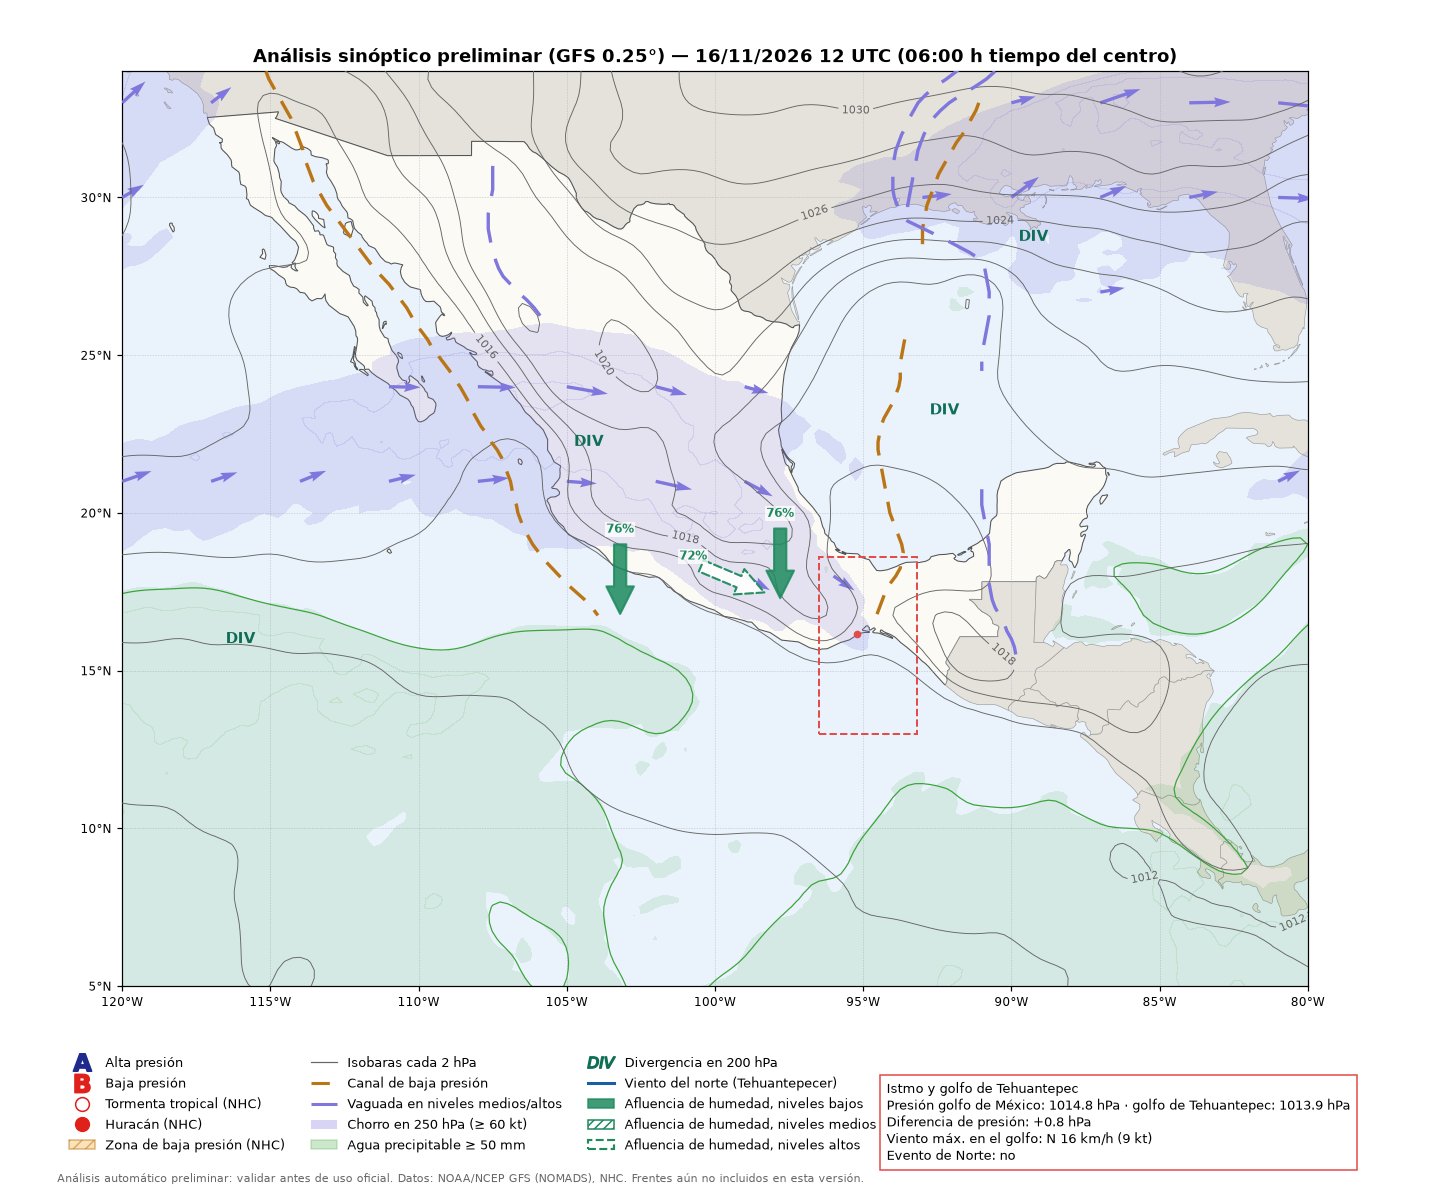 Análisis sinóptico preliminar (GFS 0.25°) — 16/11/2026 12 UTC (06:00 h tiempo del centro)
1030
30°N
1026
1024
DIV
25°N
1016
1020
DIV
DIV
20°N
76%
76%
1018
72%
DIV
1018
15°N
10°N
1012
1012
5°N
120°W 115°W 110°W 105°W 100°W 95°W 90°W 85°W 80°W
A Alta presión
B Baja presión
Tormenta tropical (NHC)
Huracán (NHC)
Zona de baja presión (NHC)
Isobaras cada 2 hPa
Canal de baja presión
Vaguada en niveles medios/altos
Chorro en 250 hPa (≥ 60 kt)
Agua precipitable ≥ 50 mm
DIV Divergencia en 200 hPa
Viento del norte (Tehuantepecer)
Afluencia de humedad, niveles bajos
Afluencia de humedad, niveles medios
Afluencia de humedad, niveles altos
Istmo y golfo de Tehuantepec
Presión golfo de México: 1014.8 hPa · golfo de Tehuantepec: 1013.9 hPa
Diferencia de presión: +0.8 hPa
Viento máx. en el golfo: N 16 km/h (9 kt)
Evento de Norte: no
Análisis automático preliminar: validar antes de uso oficial. Datos: NOAA/NCEP GFS (NOMADS), NHC. Frentes aún no incluidos en esta versión.